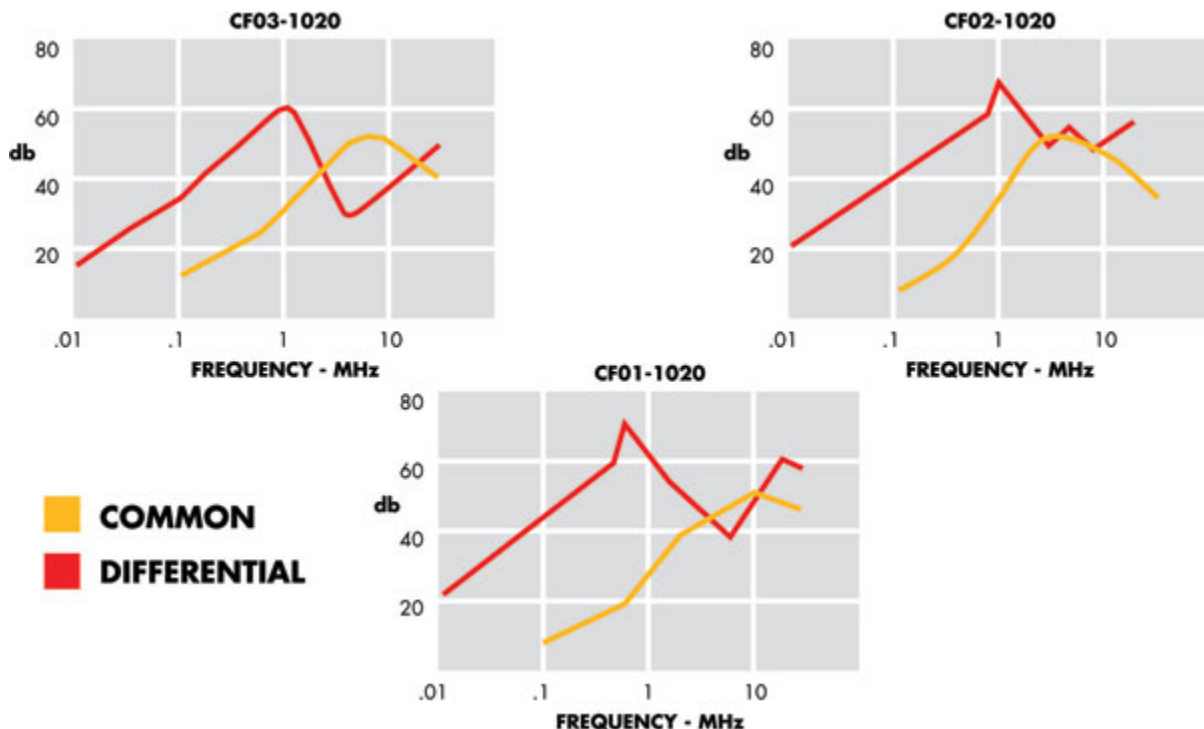 CF03-1020
80
60
db
40
20
.01 .1 1 10
FREQUENCY - MHz
CF02-1020
80
60
db
40
20
.01 .1 1 10
FREQUENCY - MHz
CF01-1020
80
60
db
40
20
.01 .1 1 10
FREQUENCY - MHz
COMMON
DIFFERENTIAL